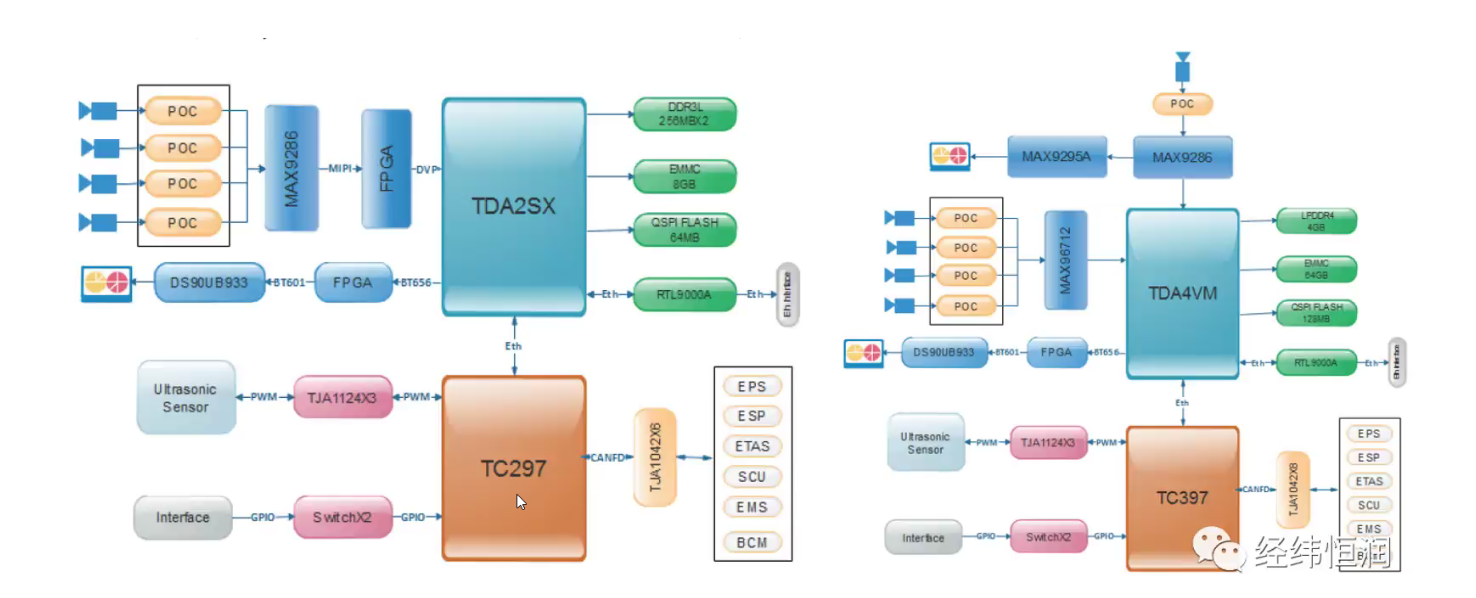 POC
POC
POC
POC
MAX9286
MIPI
FPGA
DVP
TDA2SX
DDR3L
256MBX2
EMMC
8GB
QSPI FLASH
64MB
DS90UB933
BT601
FPGA
BT656
Eth
RTL9000A
Eth
Eth Interface
Eth
Ultrasonic
Sensor
PWM
TJA1124X3
PWM
TC297
CANFD
TJA1042X6
EPS
ESP
ETAS
SCU
EMS
BCM
Interface
GPIO
SwitchX2
GPIO
POC
MAX9295A
MAX9286
POC
POC
POC
POC
MAX96712
TDA4VM
LPDDR4
4GB
EMMC
64GB
QSPI FLASH
128MB
DS90UB933
BT601
FPGA
BT656
Eth
RTL9000A
Eth
Eth Interface
Eth
Ultrasonic
Sensor
PWM
TJA1124X3
PWM
TC397
CANFD
TJA1042X8
EPS
ESP
ETAS
SCU
EMS
Interface
GPIO
SwitchX2
GPIO
经纬恒润